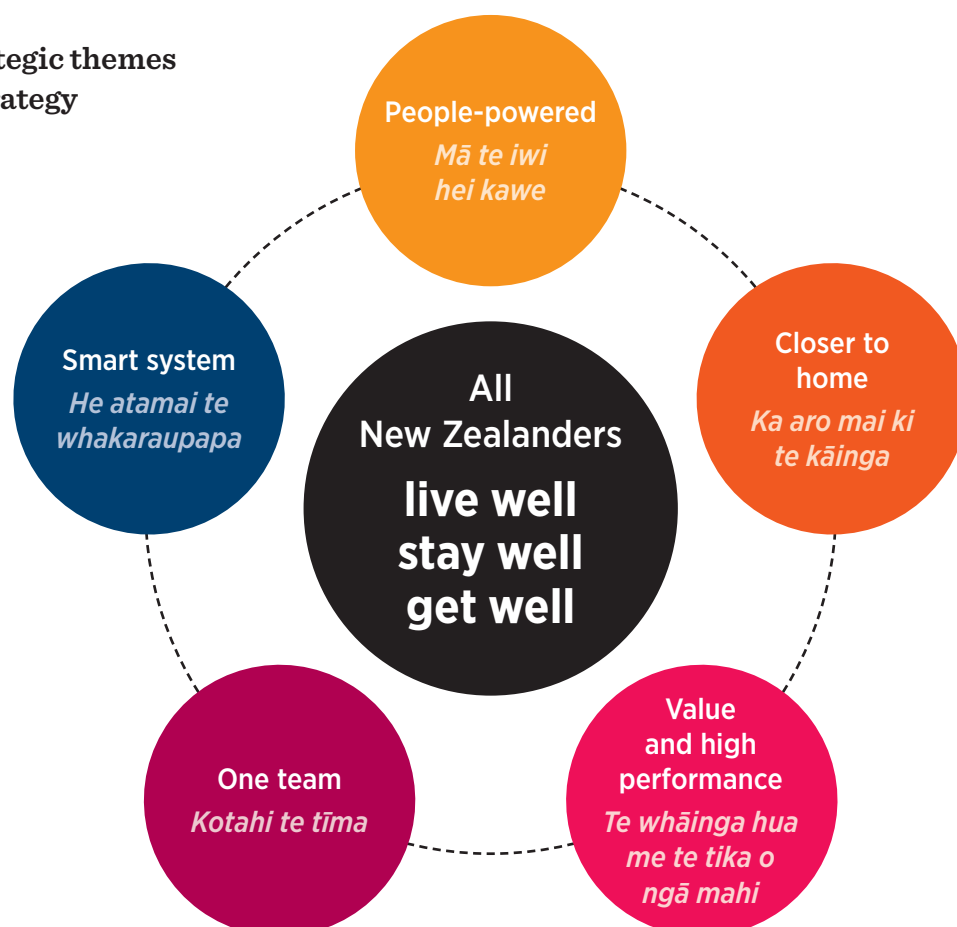 tegic themes
rategy
People-powered
Mā te iwi
hei kawe
Closer to
home
Ka aro mai ki
te kāinga
Value
and high
performance
Te whāinga hua
me te tika o
ngā mahi
One team
Kotahi te tīma
Smart system
He atamai te
whakaraupapa
All
New Zealanders
live well
stay well
get well